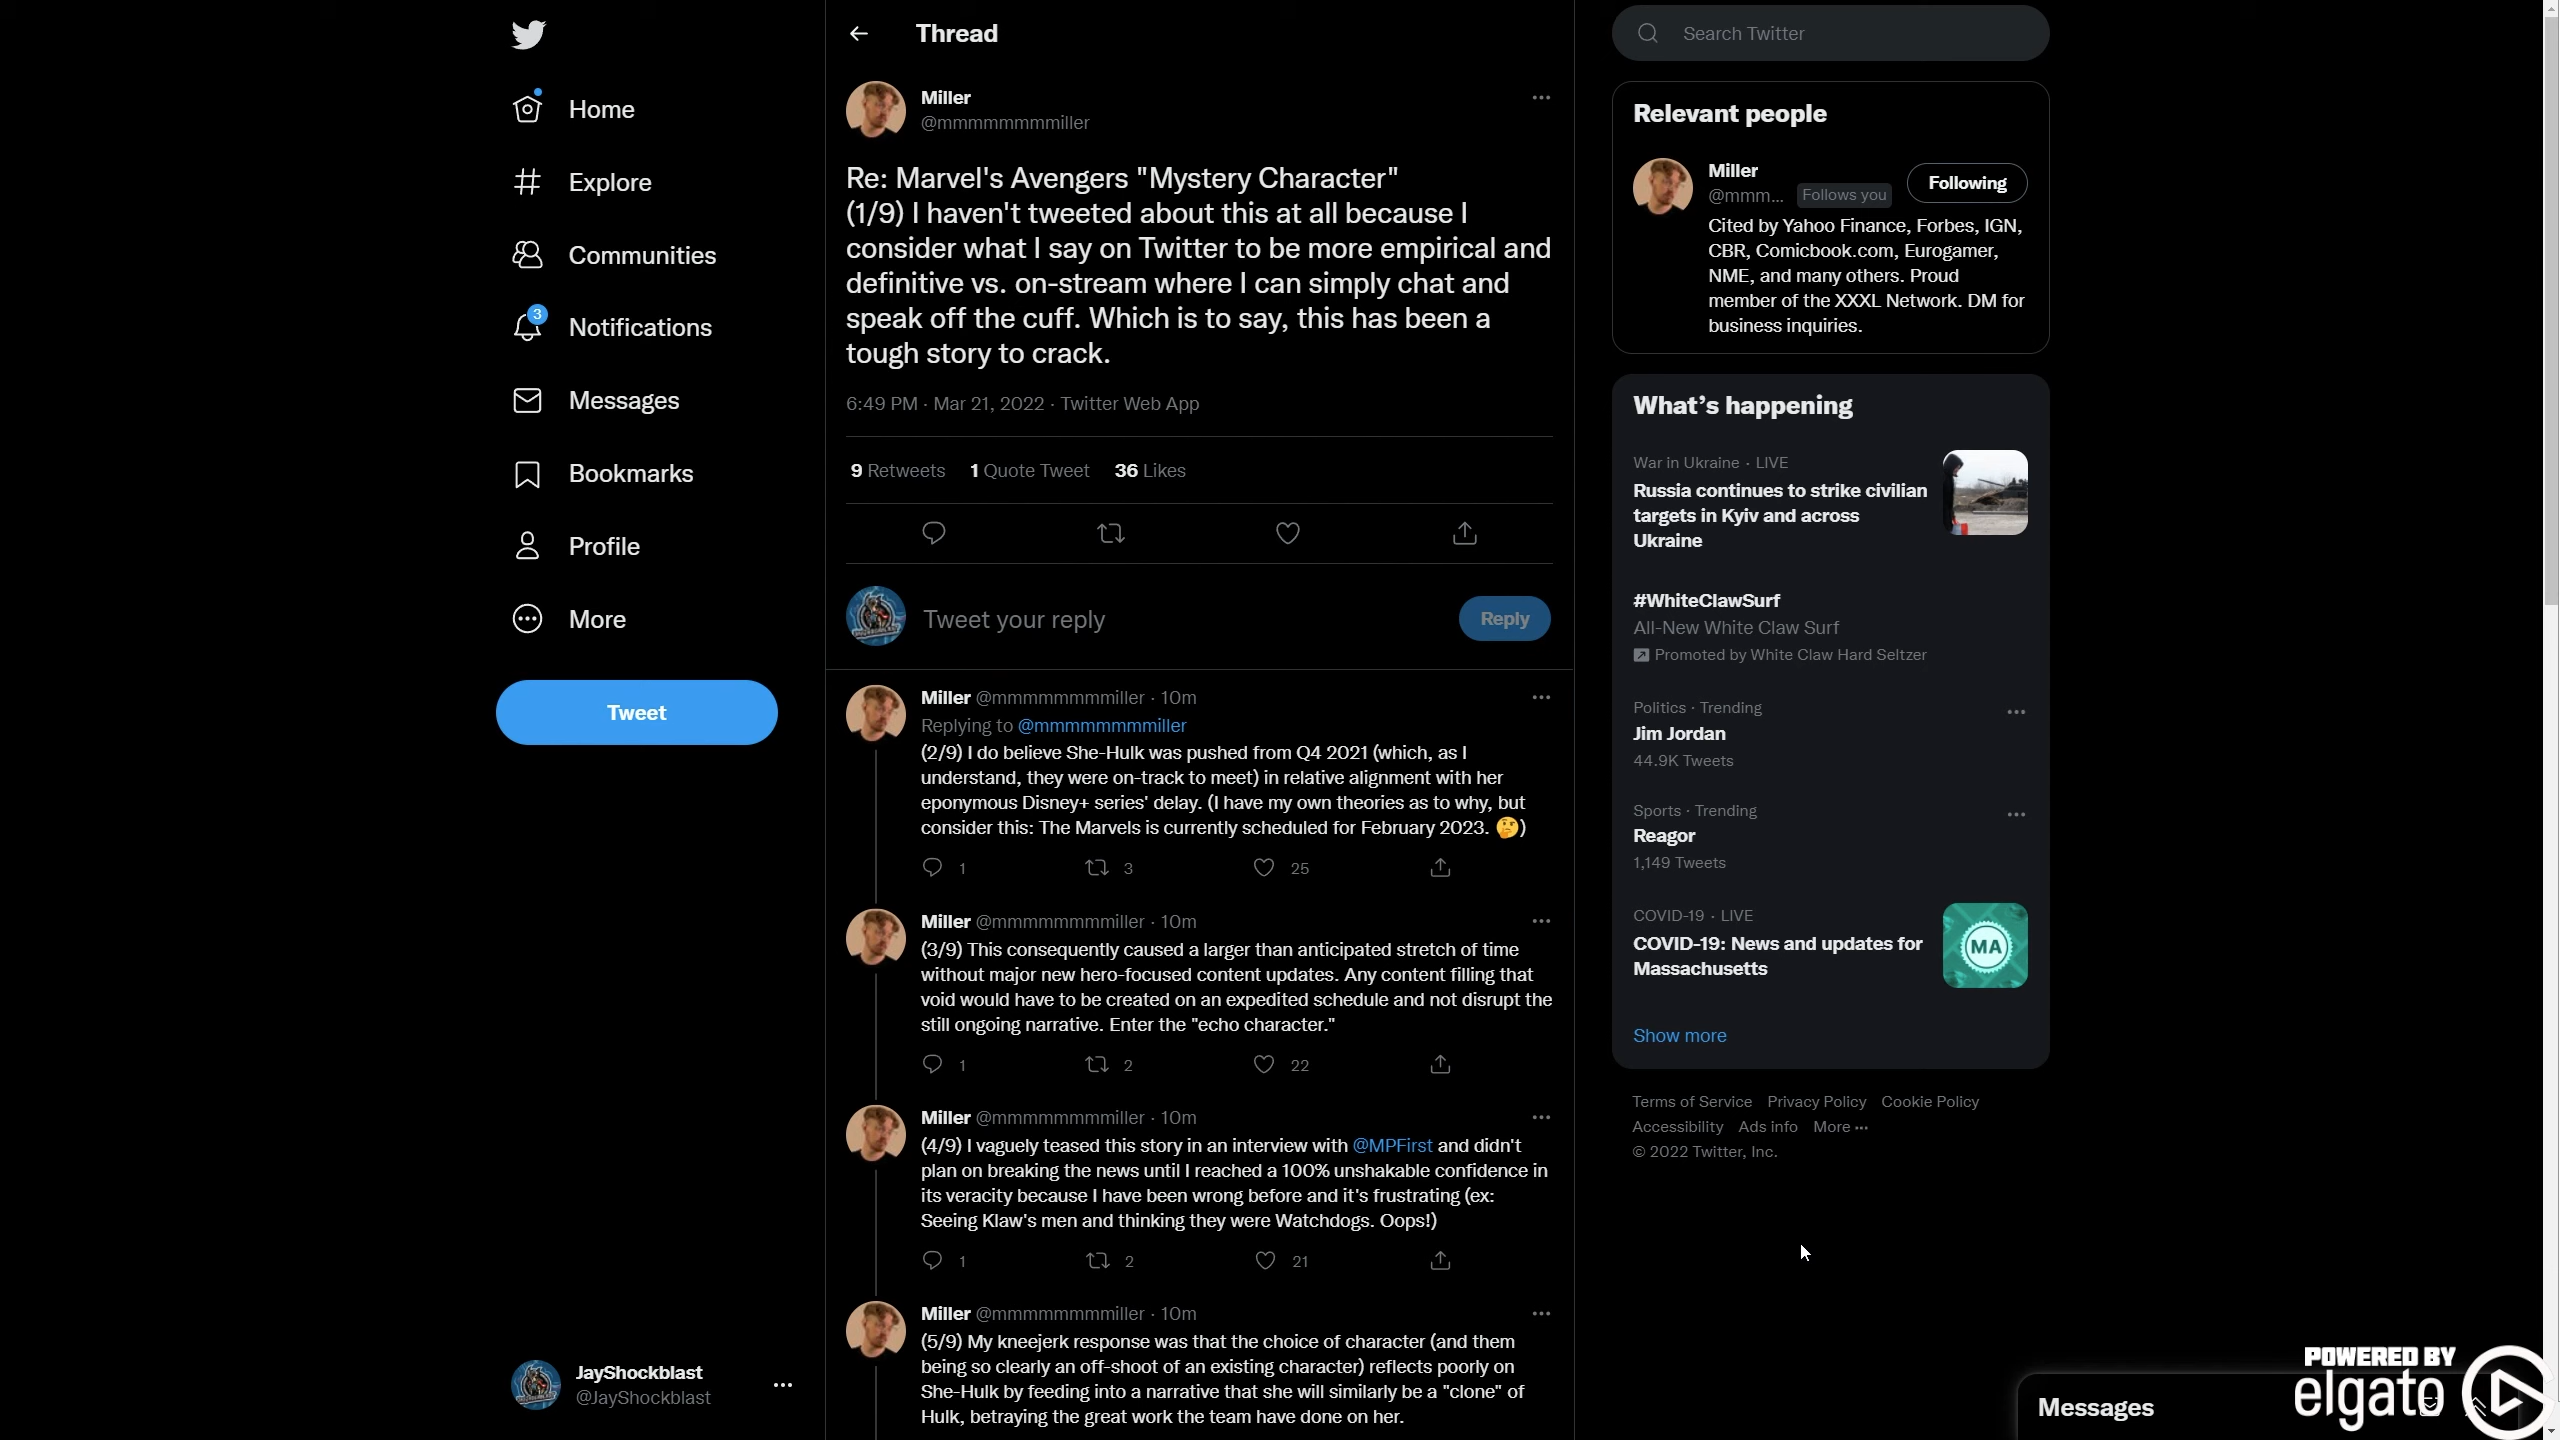 Home
Explore
Communities
3
Notifications
Messages
Bookmarks
Profile
More
Tweet
JayShockblast
@JayShockblast
Thread
Miller
@mmmmmmmmiller
Re: Marvel's Avengers "Mystery Character"
(1/9) I haven't tweeted about this at all because I
consider what I say on Twitter to be more empirical and
definitive vs. on-stream where I can simply chat and
speak off the cuff. Which is to say, this has been a
tough story to crack.
6:49 PM · Mar 21, 2022 · Twitter Web App
9 Retweets 1 Quote Tweet 36 Likes
Tweet your reply
Reply
Miller @mmmmmmmmiller · 10m
Replying to @mmmmmmmmiller
(2/9) I do believe She-Hulk was pushed from Q4 2021 (which, as I
understand, they were on-track to meet) in relative alignment with her
eponymous Disney+ series' delay. (I have my own theories as to why, but
consider this: The Marvels is currently scheduled for February 2023. 🤔)
1 3 25
Miller @mmmmmmmmiller · 10m
(3/9) This consequently caused a larger than anticipated stretch of time
without major new hero-focused content updates. Any content filling that
void would have to be created on an expedited schedule and not disrupt the
still ongoing narrative. Enter the "echo character."
1 2 22
Miller @mmmmmmmmiller · 10m
(4/9) I vaguely teased this story in an interview with @MPFirst and didn't
plan on breaking the news until I reached a 100% unshakable confidence in
its veracity because I have been wrong before and it's frustrating (ex:
Seeing Klaw's men and thinking they were Watchdogs. Oops!)
1 2 21
Miller @mmmmmmmmiller · 10m
(5/9) My kneejerk response was that the choice of character (and them
being so clearly an off-shoot of an existing character) reflects poorly on
She-Hulk by feeding into a narrative that she will similarly be a "clone" of
Hulk, betraying the great work the team have done on her.
Search Twitter
Relevant people
Miller
@mmm... Follows you
Following
Cited by Yahoo Finance, Forbes, IGN,
CBR, Comicbook.com, Eurogamer,
NME, and many others. Proud
member of the XXXL Network. DM for
business inquiries.
What's happening
War in Ukraine · LIVE
Russia continues to strike civilian
targets in Kyiv and across
Ukraine
#WhiteClawSurf
All-New White Claw Surf
Promoted by White Claw Hard Seltzer
Politics · Trending
Jim Jordan
44.9K Tweets
Sports · Trending
Reagor
1,149 Tweets
COVID-19 · LIVE
COVID-19: News and updates for
Massachusetts
MA
Show more
Terms of Service Privacy Policy Cookie Policy
Accessibility Ads info More ···
© 2022 Twitter, Inc.
Messages
POWERED BY
elgato